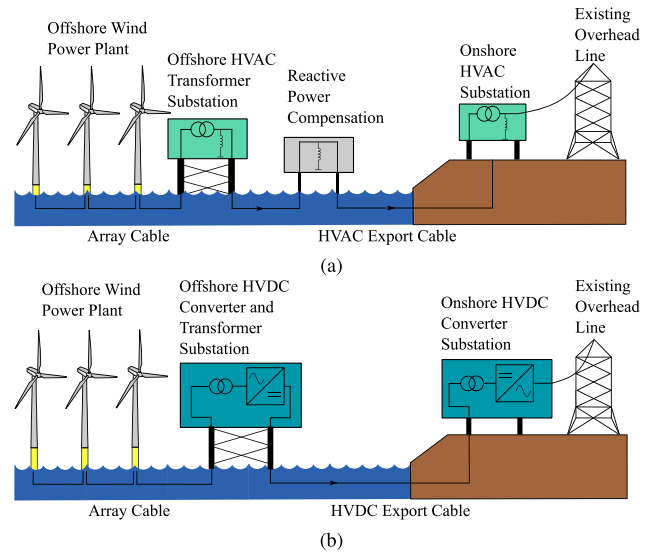 Offshore Wind
Power Plant
Offshore HVAC
Transformer
Substation
Reactive
Power
Compensation
Onshore
HVAC
Substation
Existing
Overhead
Line
Array Cable
HVAC Export Cable
(a)
Offshore Wind
Power Plant
Offshore HVDC
Converter and
Transformer
Substation
Onshore HVDC
Converter
Substation
Existing
Overhead
Line
Array Cable
HVDC Export Cable
(b)